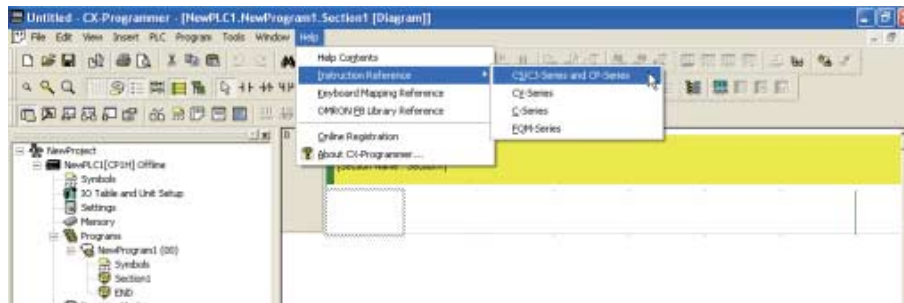 Untitled - CX-Programmer - [NewPLC1.NewProgram1.Section1 [Diagram]]
File Edit View Insert PLC Program Tools Window Help
Help Contents
Instruction Reference
Keyboard Mapping Reference
OMRON FB Library Reference
Online Registration
About CX-Programmer...
CS/CJ-Series and CP-Series
CV-Series
C-Series
FQM-Series
[Section Name : Section1]
NewProject
NewPLC1[CP1H] Offline
Symbols
IO Table and Unit Setup
Settings
Memory
Programs
NewProgram1 (00)
Symbols
Section1
END